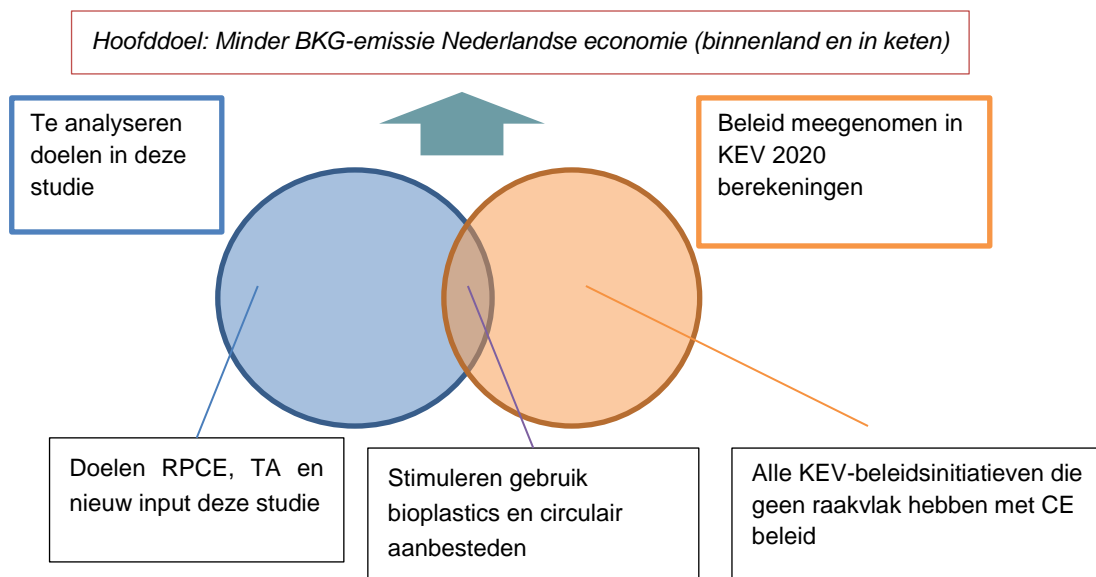 Hoofddoel: Minder BKG-emissie Nederlandse economie (binnenland en in keten)
Te analyseren
doelen in deze
studie
Beleid meegenomen in
KEV 2020
berekeningen
Doelen RPCE, TA en
nieuw input deze studie
Stimuleren gebruik
bioplastics en circulair
aanbesteden
Alle KEV-beleidsinitiatieven die
geen raakvlak hebben met CE
beleid